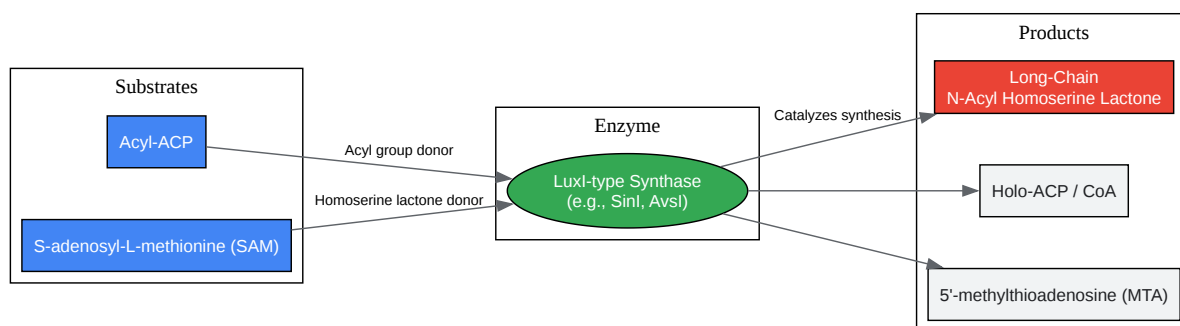 Substrates
Acyl-ACP
S-adenosyl-L-methionine (SAM)
Acyl group donor
Homoserine lactone donor
Enzyme
LuxI-type Synthase
(e.g., SinI, AvsI)
Catalyzes synthesis
Products
Long-Chain
N-Acyl Homoserine Lactone
Holo-ACP / CoA
5'-methylthioadenosine (MTA)